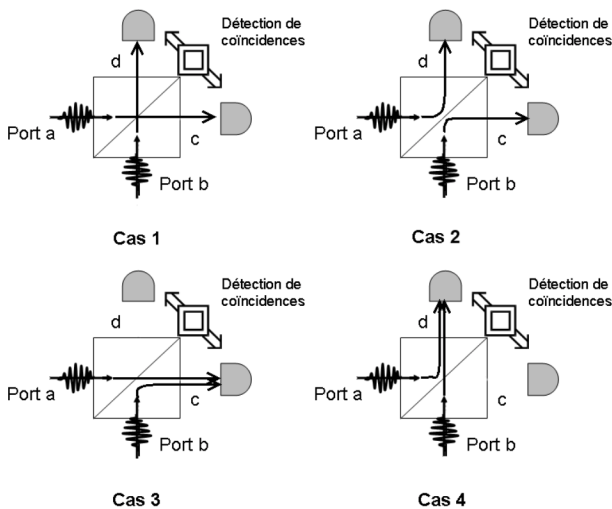 Détection de
coïncidences
d
Port a
c
Port b
Cas 1
Détection de
coïncidences
d
Port a
c
Port b
Cas 2
Détection de
coïncidences
d
Port a
c
Port b
Cas 3
Détection de
coïncidences
d
Port a
c
Port b
Cas 4